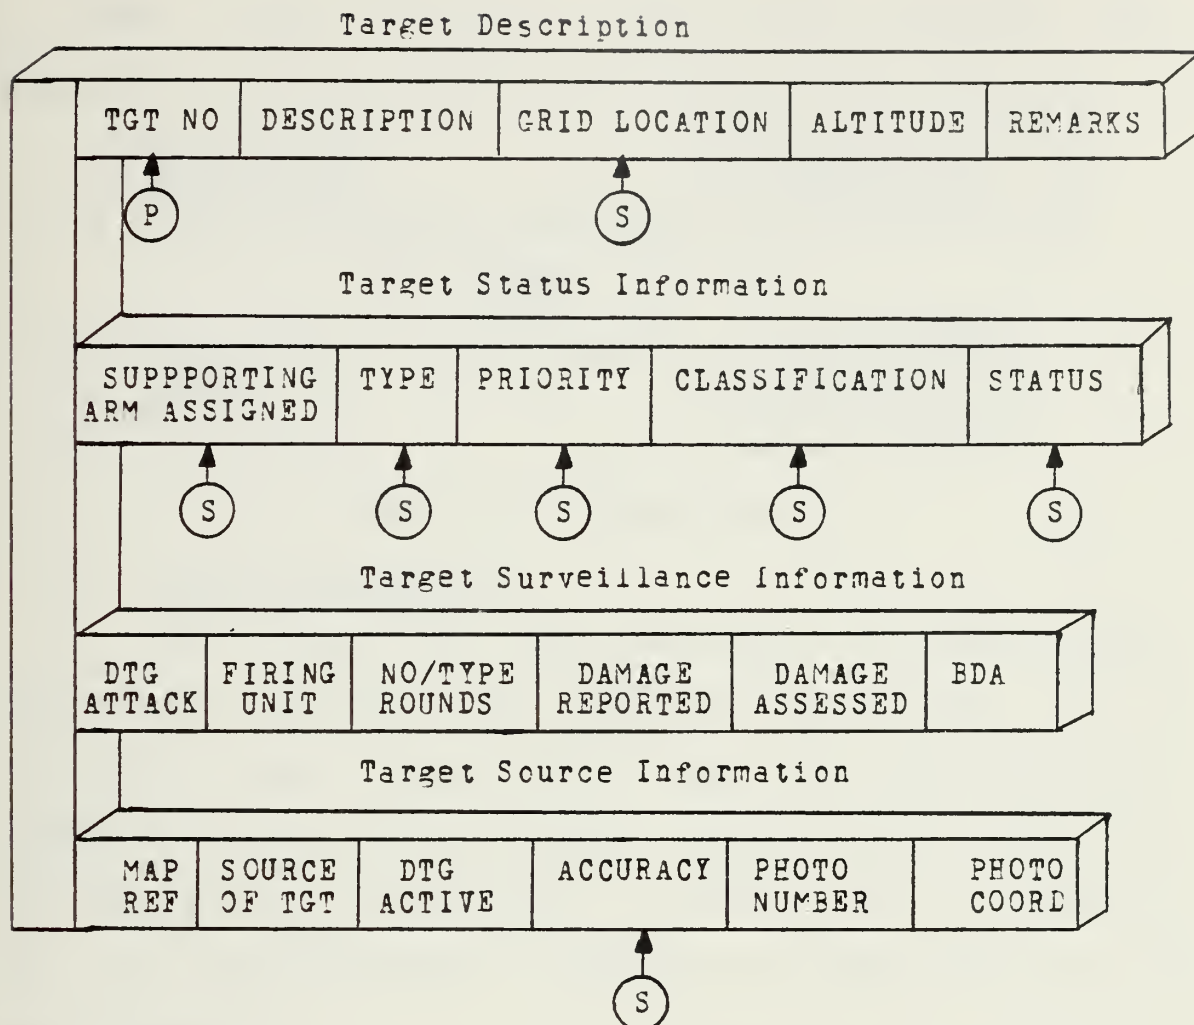 Target Description
TGT NO DESCRIPTION GRID LOCATION ALTITUDE REMARKS
P S
Target Status Information
SUPPPORTING ARM ASSIGNED TYPE PRIORITY CLASSIFICATION STATUS
S S S S S
Target Surveillance Information
DTG ATTACK FIRING UNIT NO/TYPE ROUNDS DAMAGE REPORTED DAMAGE ASSESSED BDA
Target Source Information
MAP REF SOURCE OF TGT DTG ACTIVE ACCURACY PHOTO NUMBER PHOTO COORD
S